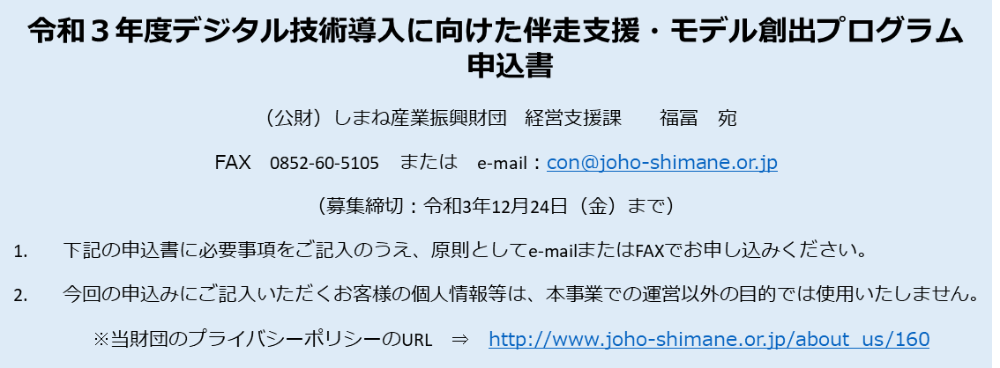 令和３年度デジタル技術導入に向けた伴走支援・モデル創出プログラム
申込書
（公財）しまね産業振興財団　経営支援課　　福冨　宛
FAX　0852-60-5105　または　e-mail：con@joho-shimane.or.jp
（募集締切：令和3年12月24日（金）まで）
1.　下記の申込書に必要事項をご記入のうえ、原則としてe-mailまたはFAXでお申し込みください。
2.　今回の申込みにご記入いただくお客様の個人情報等は、本事業での運営以外の目的では使用いたしません。
※当財団のプライバシーポリシーのURL　⇒　http://www.joho-shimane.or.jp/about_us/160